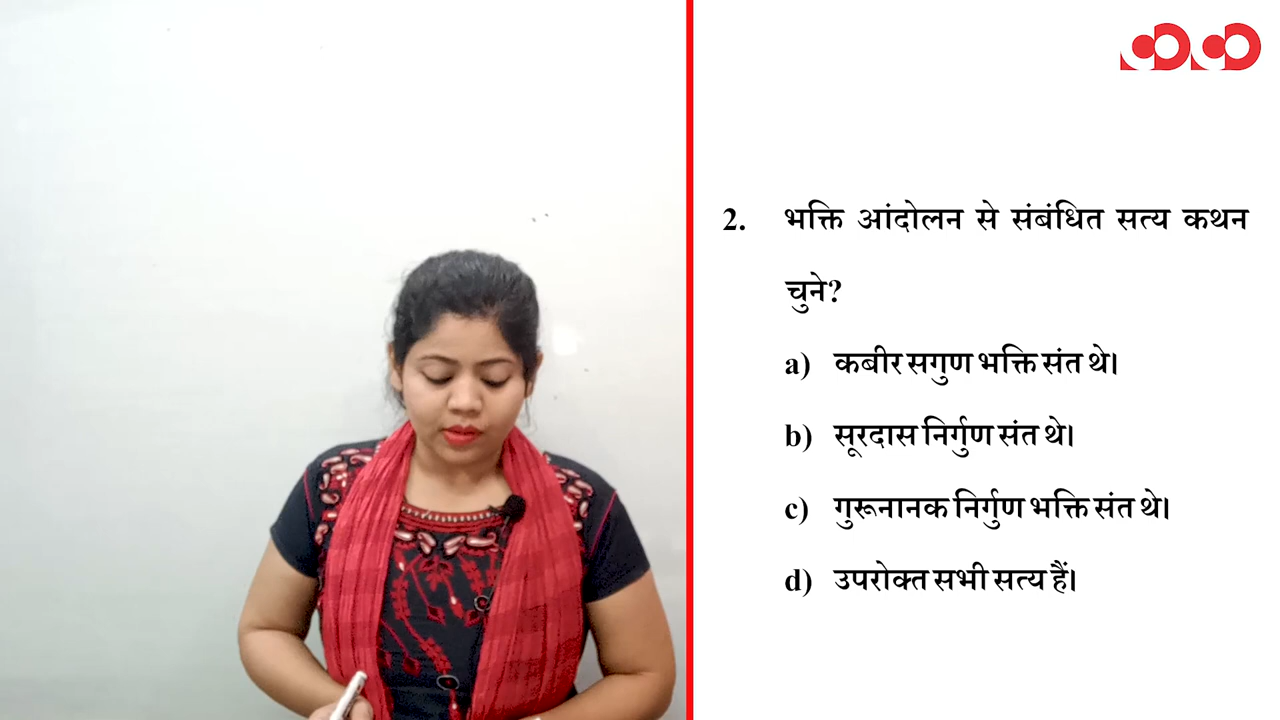 2. भक्ति आंदोलन से संबंधित सत्य कथन
चुने?
a) कबीर सगुण भक्ति संत थे।
b) सूरदास निर्गुण संत थे।
c) गुरूनानक निर्गुण भक्ति संत थे।
d) उपरोक्त सभी सत्य हैं।